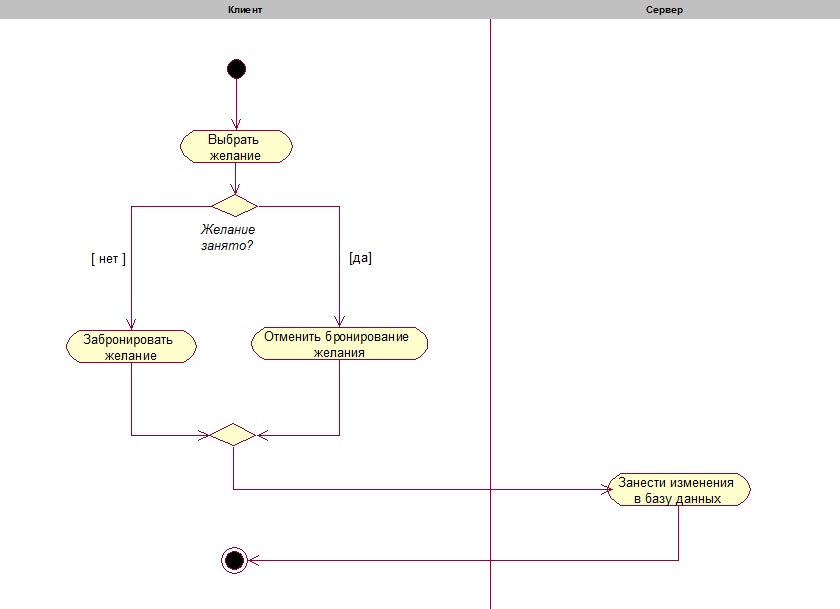 Клиент
Сервер
Выбрать
желание
Желание
занято?
[ нет ]
[да]
Забронировать
желание
Отменить бронирование
желания
Занести изменения
в базу данных